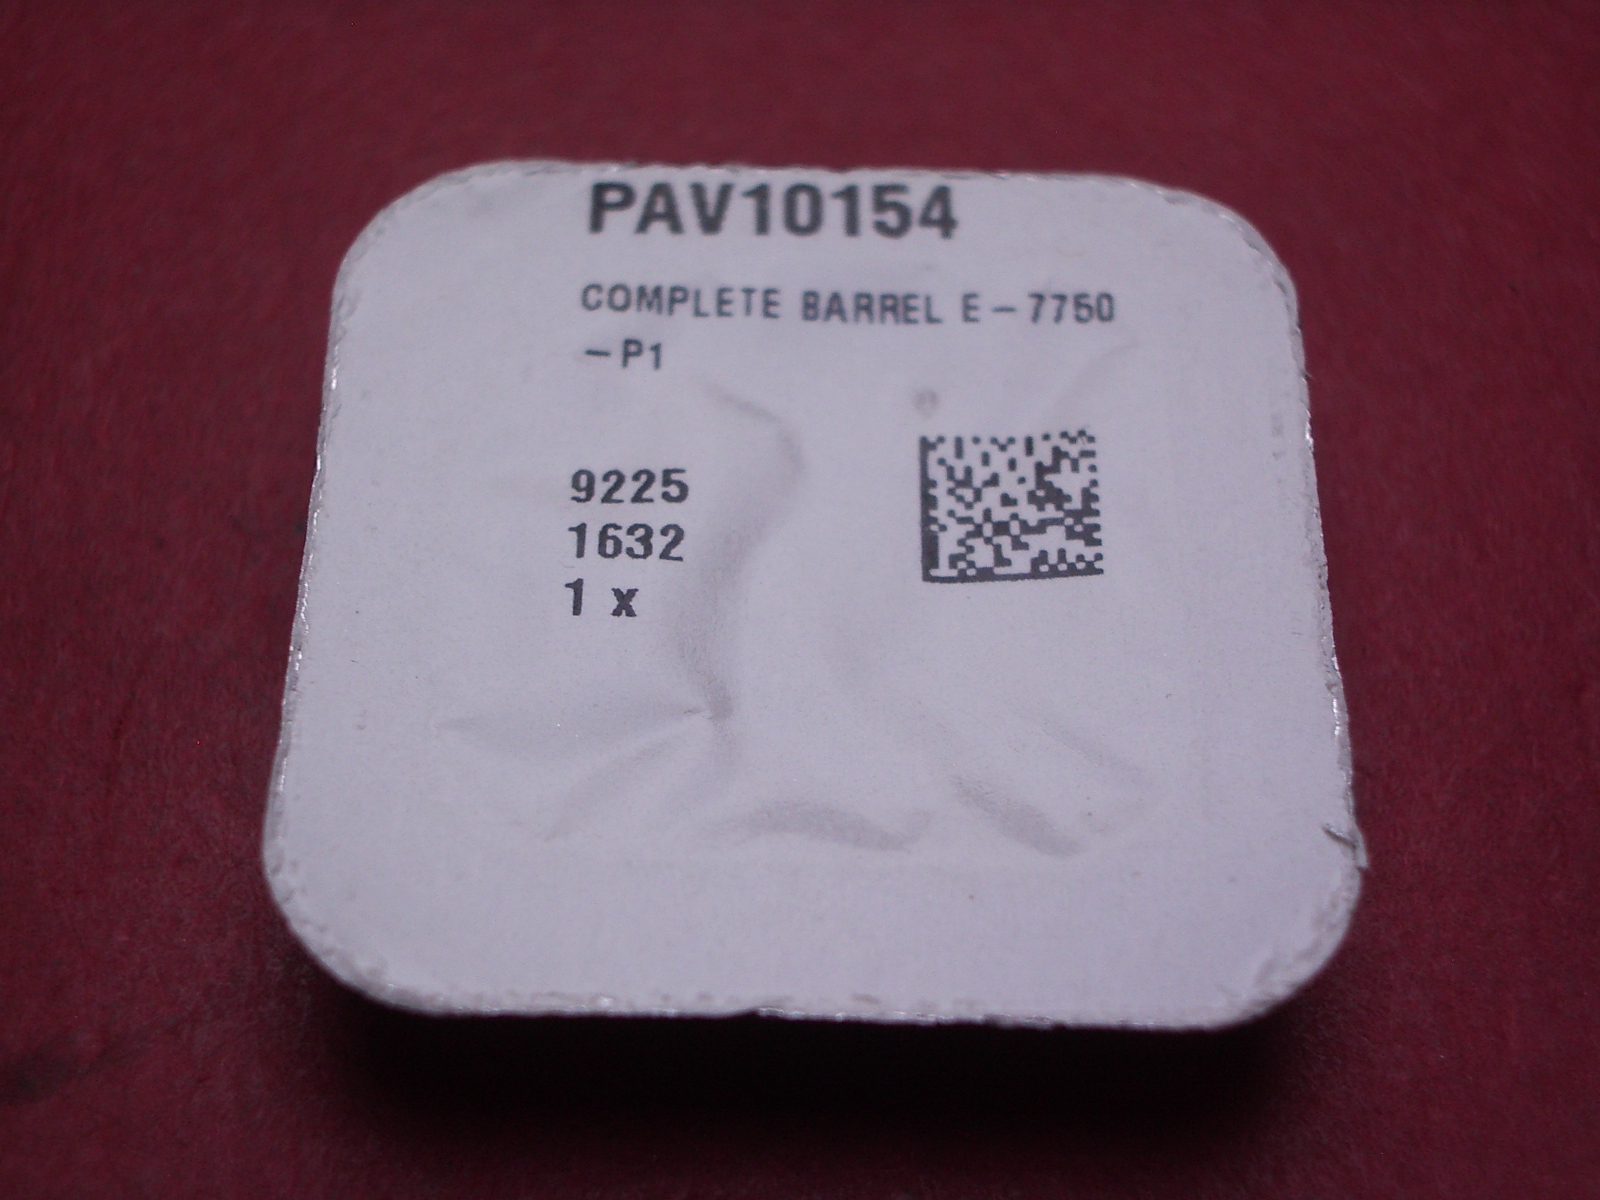 PAV10154
COMPLETE BARREL E-7750
-P1
9225
1632
1 x